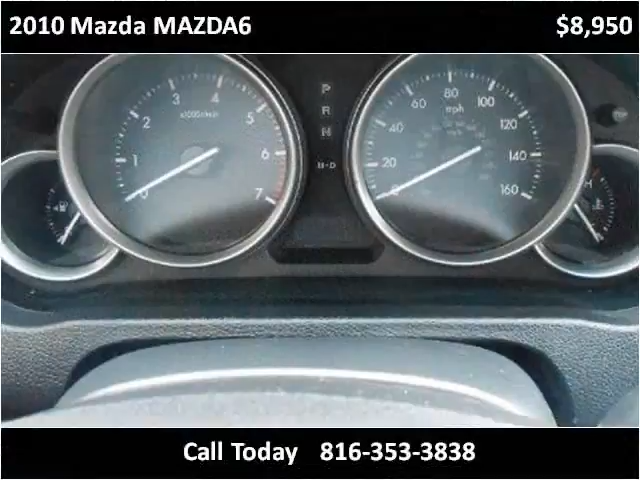 2010 Mazda MAZDA6 $8,950
3 4
2 5
x1000r/min
1 6
0 7
P
R
N
M-D
80
60 100
mph
40 120
20 140
0 160
H
Call Today 816-353-3838